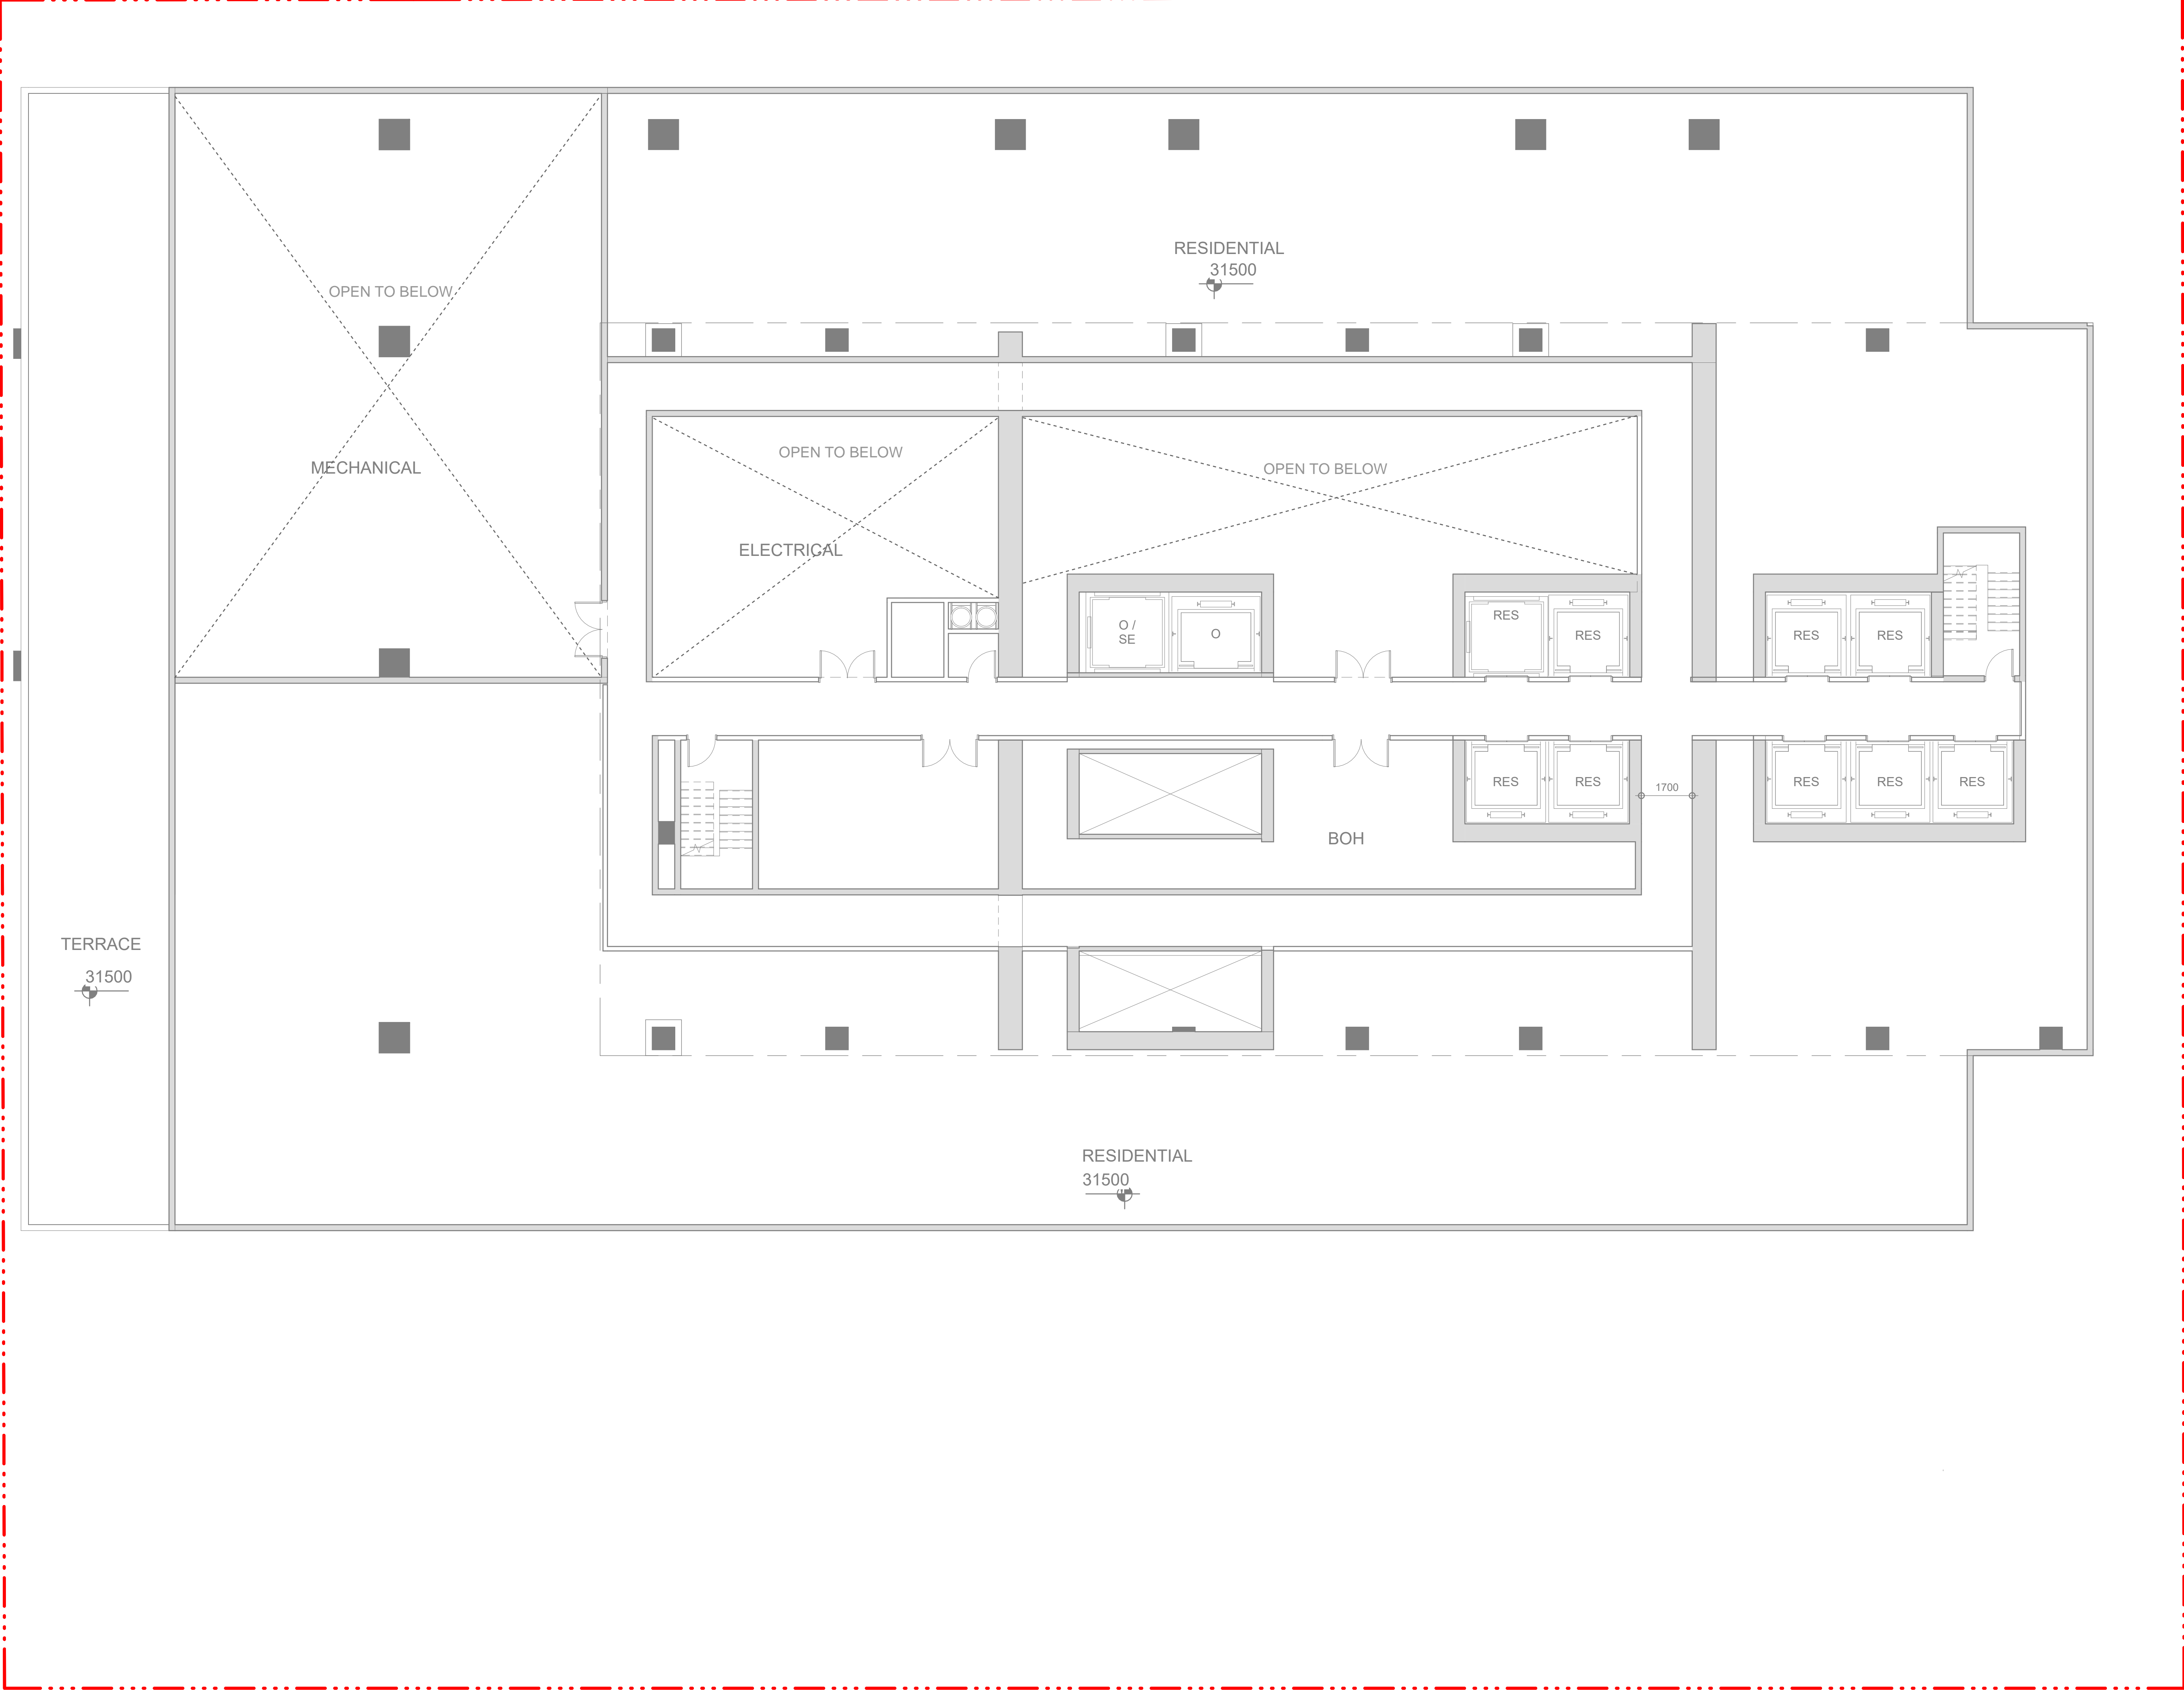 RESIDENTIAL
31500
OPEN TO BELOW
MECHANICAL
OPEN TO BELOW
OPEN TO BELOW
ELECTRICAL
O /
SE
O
RES
RES
RES
RES
RES
RES
RES
RES
RES
1700
BOH
TERRACE
31500
RESIDENTIAL
31500